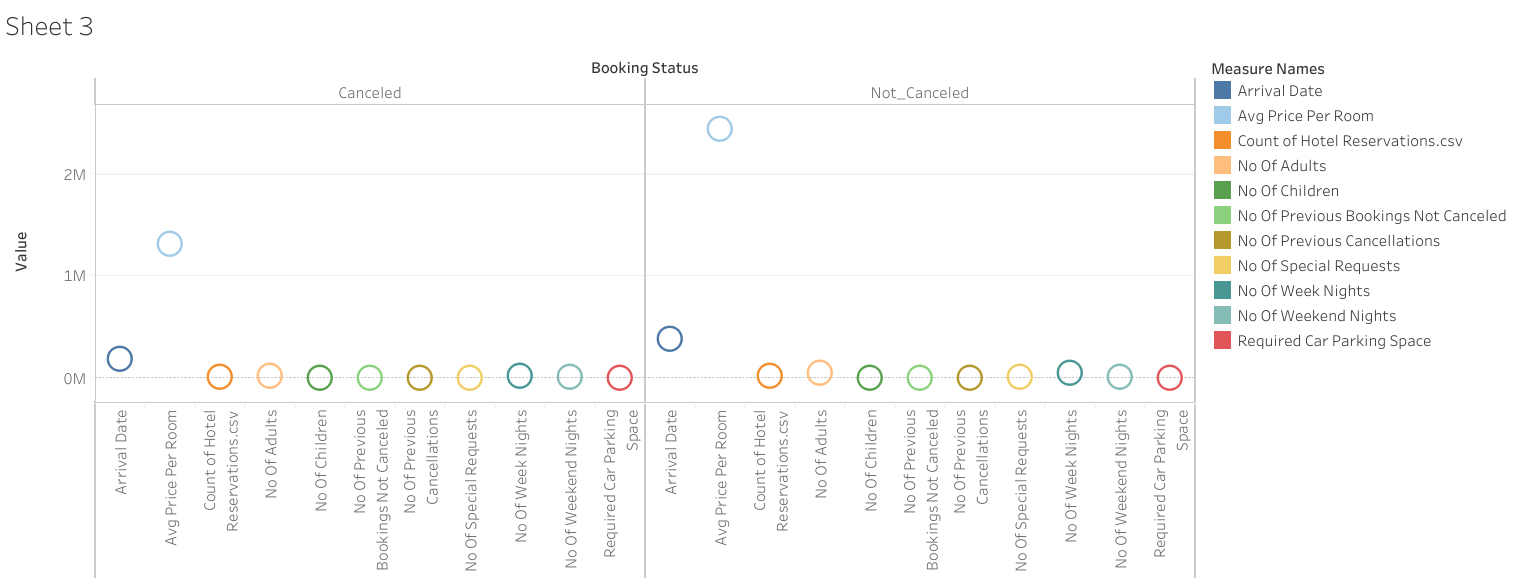 Sheet 3
Booking Status
Canceled
Not_Canceled
Value
2M
1M
0M
Arrival Date
Avg Price Per Room
Count of Hotel
Reservations.csv
No Of Adults
No Of Children
No Of Previous
Bookings Not Canceled
No Of Previous
Cancellations
No Of Special Requests
No Of Week Nights
No Of Weekend Nights
Required Car Parking
Space
Arrival Date
Avg Price Per Room
Count of Hotel
Reservations.csv
No Of Adults
No Of Children
No Of Previous
Bookings Not Canceled
No Of Previous
Cancellations
No Of Special Requests
No Of Week Nights
No Of Weekend Nights
Required Car Parking
Space
Measure Names
Arrival Date
Avg Price Per Room
Count of Hotel Reservations.csv
No Of Adults
No Of Children
No Of Previous Bookings Not Canceled
No Of Previous Cancellations
No Of Special Requests
No Of Week Nights
No Of Weekend Nights
Required Car Parking Space